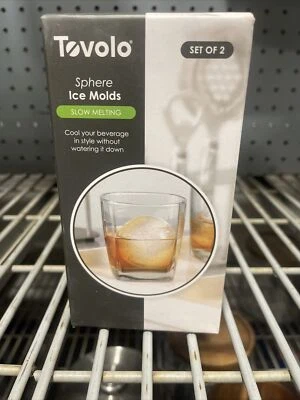 Tovolo®
SET OF 2
Sphere
Ice Molds
SLOW MELTING
Cool your beverage
in style without
watering it down